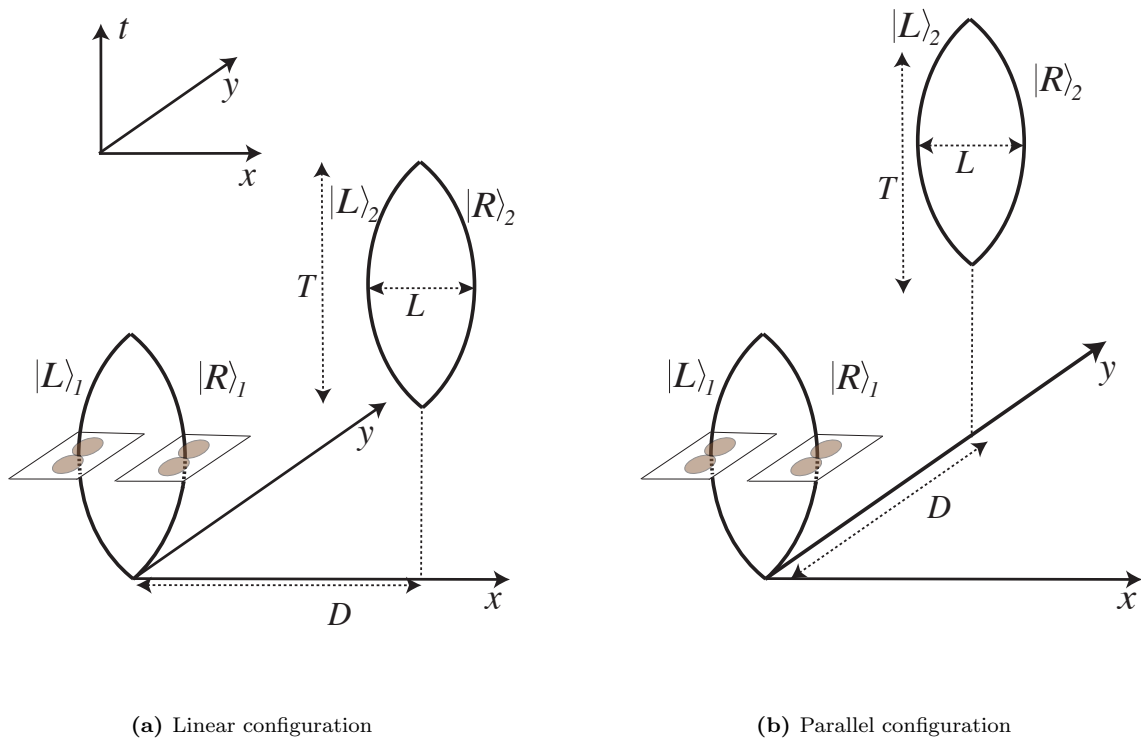 t
y
x
|L⟩₂
|R⟩₂
T
L
|L⟩₁
|R⟩₁
y
x
D
(a) Linear configuration
|L⟩₂
|R⟩₂
L
T
|L⟩₁
|R⟩₁
y
D
x
(b) Parallel configuration